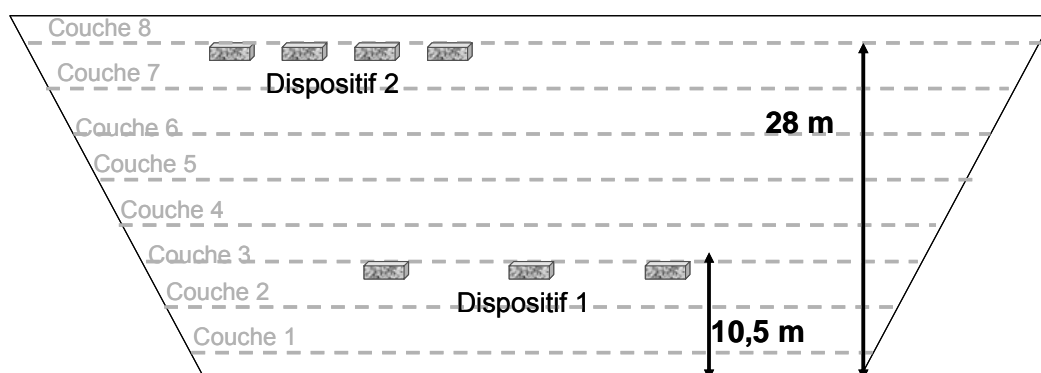 Couche 8
Couche 7
Dispositif 2
28 m
Couche 6
Couche 5
Couche 4
Couche 3
Couche 2
Dispositif 1
Couche 1
10,5 m